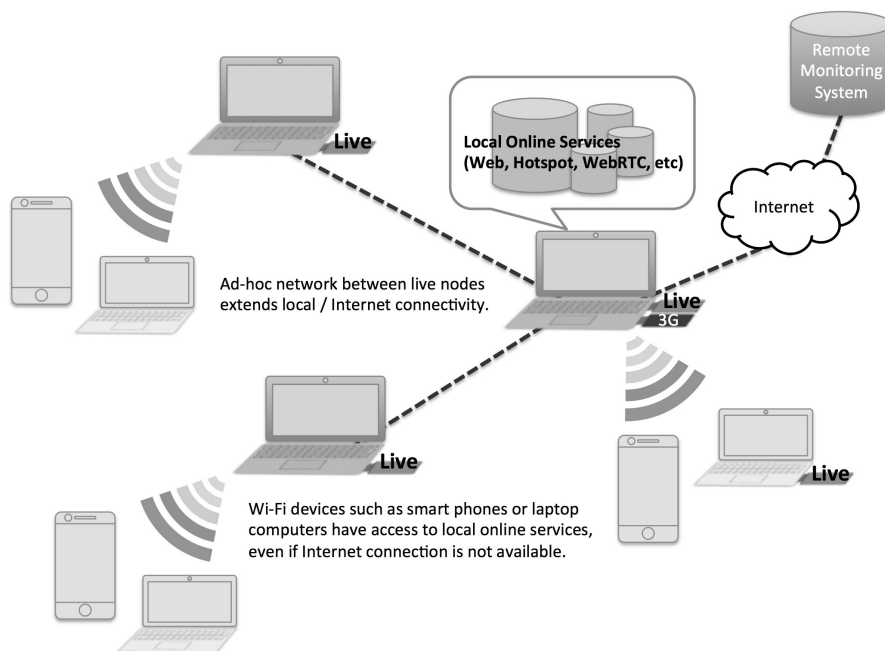 Remote
Monitoring
System
Live
Local Online Services
(Web, Hotspot, WebRTC, etc)
Internet
Ad-hoc network between live nodes
extends local / Internet connectivity.
Live
3G
Live
Live
Wi-Fi devices such as smart phones or laptop
computers have access to local online services,
even if Internet connection is not available.